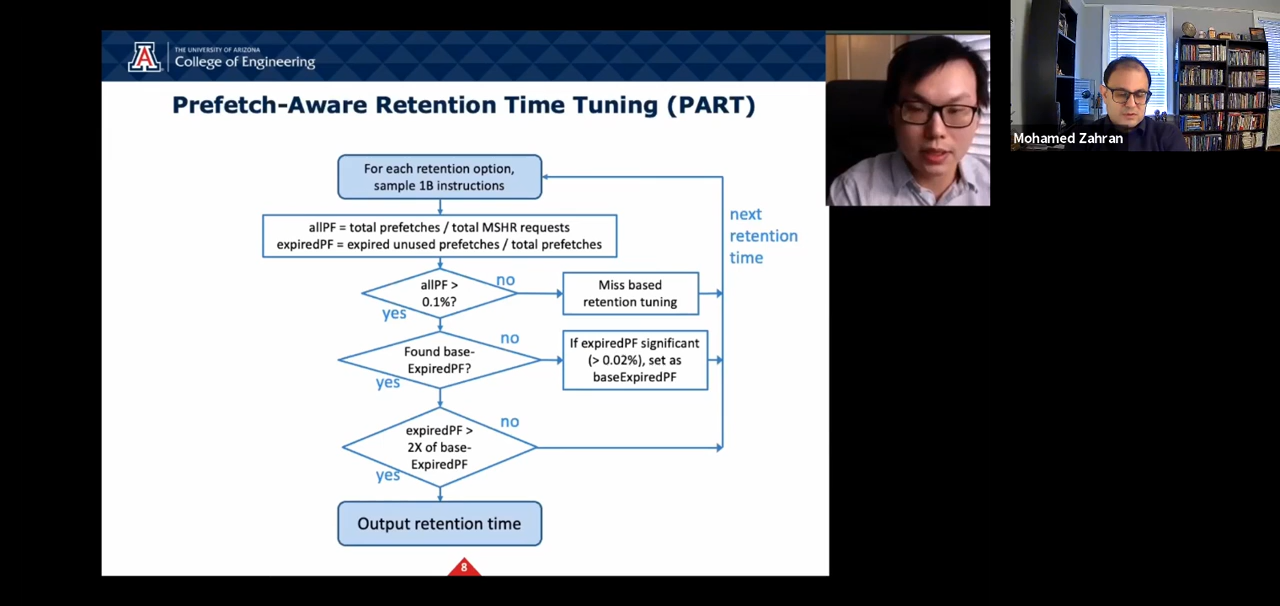 THE UNIVERSITY OF ARIZONA
College of Engineering
Prefetch-Aware Retention Time Tuning (PART)
For each retention option,
sample 1B instructions
allPF = total prefetches / total MSHR requests
expiredPF = expired unused prefetches / total prefetches
allPF >
0.1%?
no
yes
Miss based
retention tuning
next
retention
time
Found base-
ExpiredPF?
no
yes
If expiredPF significant
(> 0.02%), set as
baseExpiredPF
expiredPF >
2X of base-
ExpiredPF
no
yes
Output retention time
8
Mohamed Zahran